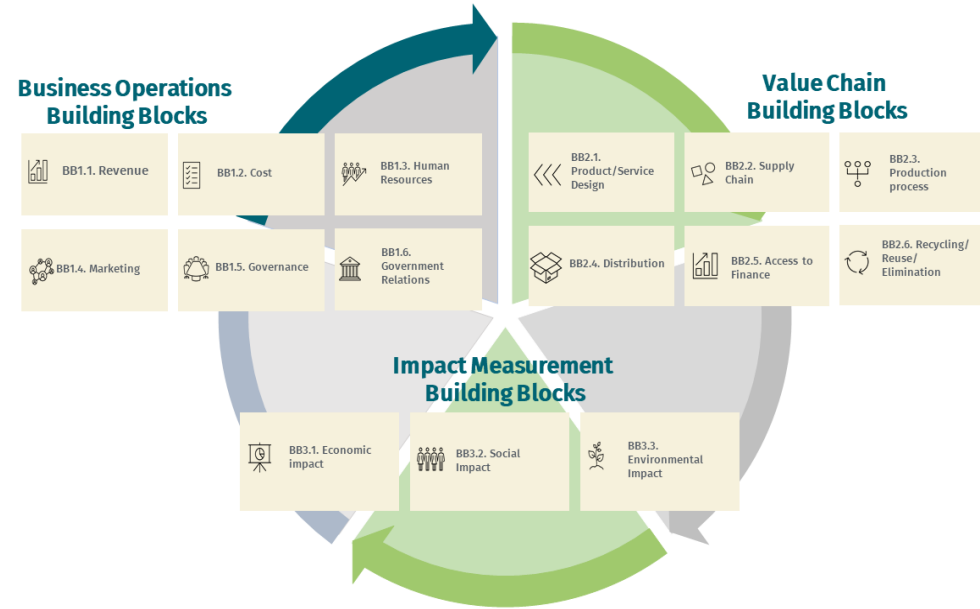 Business Operations
Building Blocks
BB1.1. Revenue
BB1.2. Cost
BB1.3. Human
Resources
BB1.4. Marketing
BB1.5. Governance
BB1.6.
Government
Relations
Value Chain
Building Blocks
BB2.1.
Product/Service
Design
BB2.2. Supply
Chain
BB2.3.
Production
process
BB2.4. Distribution
BB2.5. Access to
Finance
BB2.6. Recycling/
Reuse/
Elimination
Impact Measurement
Building Blocks
BB3.1. Economic
impact
BB3.2. Social
Impact
BB3.3.
Environmental
Impact